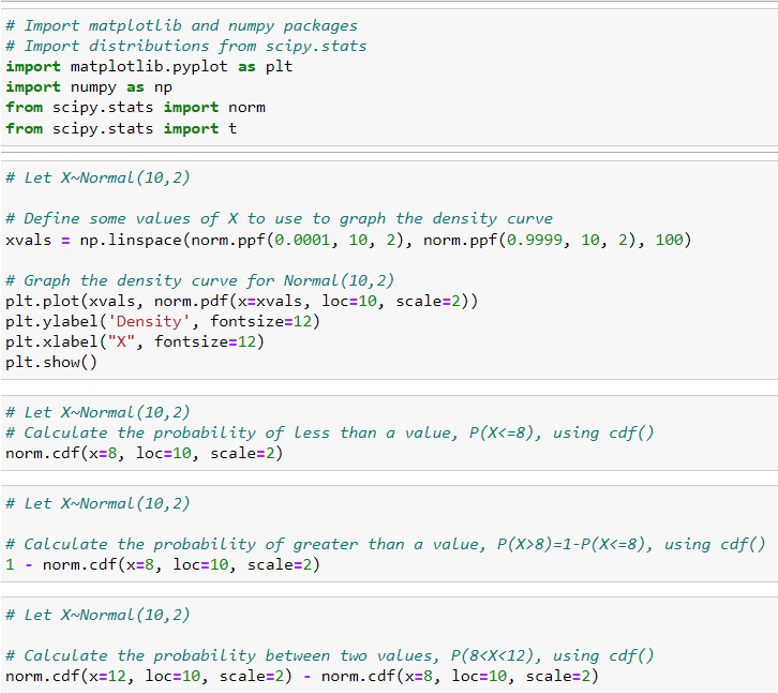 # Import matplotlib and numpy packages
# Import distributions from scipy.stats
import matplotlib.pyplot as plt
import numpy as np
from scipy.stats import norm
from scipy.stats import t
# Let X~Normal(10,2)
# Define some values of X to use to graph the density curve
xvals = np.linspace(norm.ppf(0.0001, 10, 2), norm.ppf(0.9999, 10, 2), 100)
# Graph the density curve for Normal(10,2)
plt.plot(xvals, norm.pdf(x=xvals, loc=10, scale=2))
plt.ylabel('Density', fontsize=12)
plt.xlabel("X", fontsize=12)
plt.show()
# Let X~Normal(10,2)
# Calculate the probability of less than a value, P(X<=8), using cdf()
norm.cdf(x=8, loc=10, scale=2)
# Let X~Normal(10,2)
# Calculate the probability of greater than a value, P(X>8)=1-P(X<=8), using cdf()
1 - norm.cdf(x=8, loc=10, scale=2)
# Let X~Normal(10,2)
# Calculate the probability between two values, P(8<X<12), using cdf()
norm.cdf(x=12, loc=10, scale=2) - norm.cdf(x=8, loc=10, scale=2)